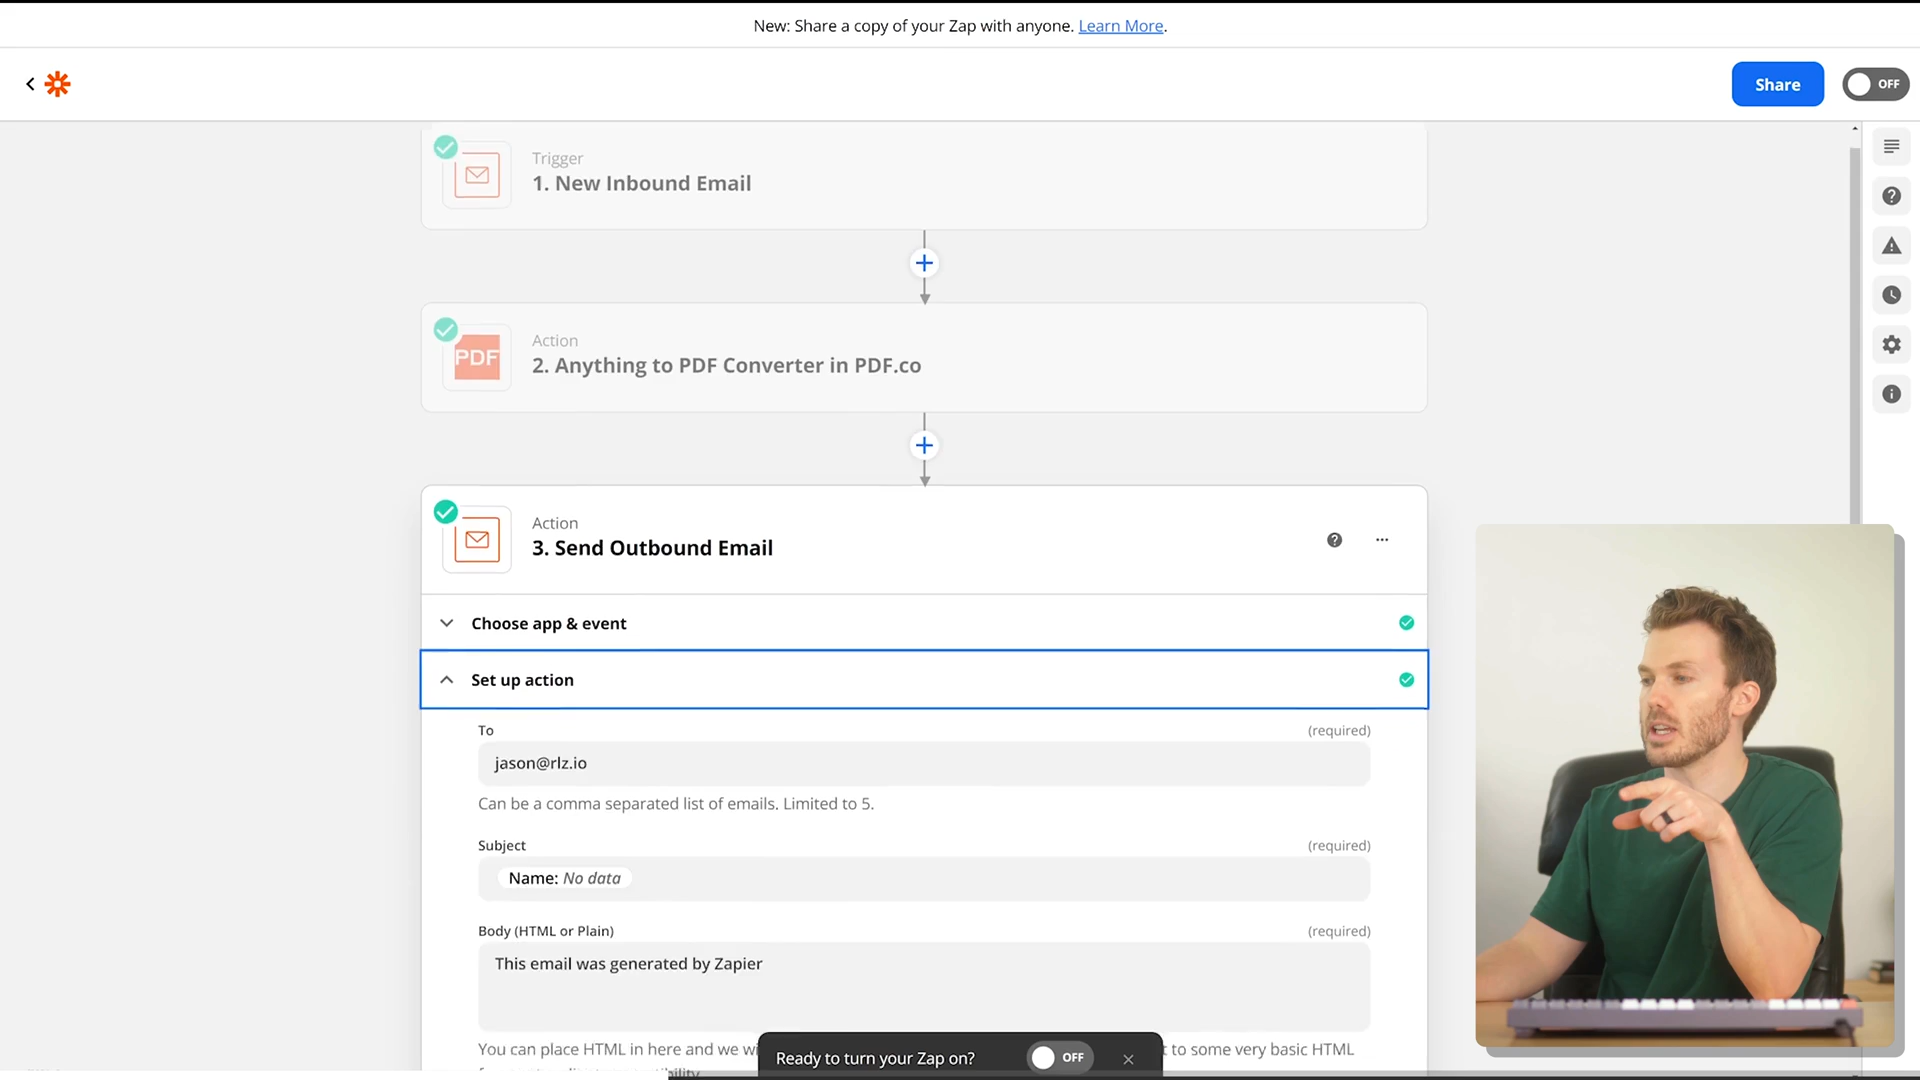 New: Share a copy of your Zap with anyone. Learn More.
Share
OFF
Trigger
1. New Inbound Email
Action
PDF
2. Anything to PDF Converter in PDF.co
Action
3. Send Outbound Email
Choose app & event
Set up action
To (required)
jason@rlz.io
Can be a comma separated list of emails. Limited to 5.
Subject (required)
Name: No data
Body (HTML or Plain) (required)
This email was generated by Zapier
You can place HTML in here and we wi
t to some very basic HTML
Ready to turn your Zap on? OFF